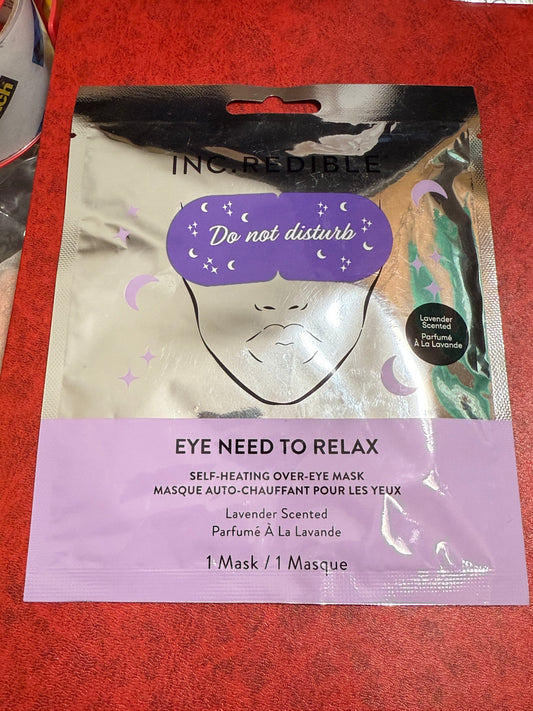 INC.REDIBLE®
Do not disturb
Lavender
Scented
Parfumé
À La Lavande
EYE NEED TO RELAX
SELF-HEATING OVER-EYE MASK
MASQUE AUTO-CHAUFFANT POUR LES YEUX
Lavender Scented
Parfumé À La Lavande
1 Mask / 1 Masque